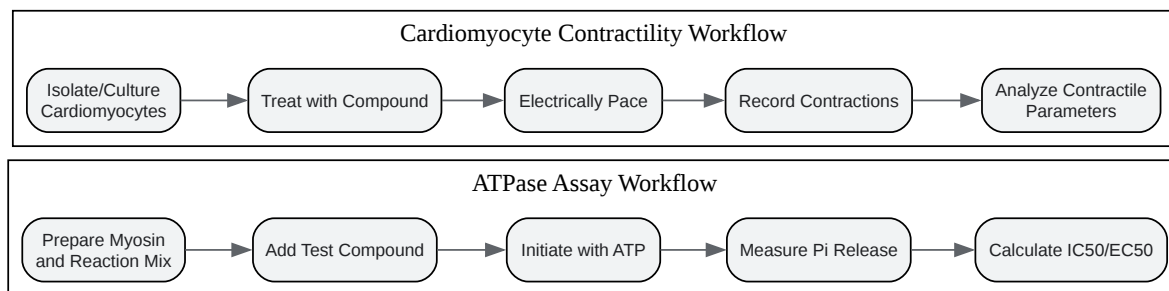 Cardiomyocyte Contractility Workflow
Isolate/Culture
Cardiomyocytes
Treat with Compound
Electrically Pace
Record Contractions
Analyze Contractile
Parameters
ATPase Assay Workflow
Prepare Myosin
and Reaction Mix
Add Test Compound
Initiate with ATP
Measure Pi Release
Calculate IC50/EC50